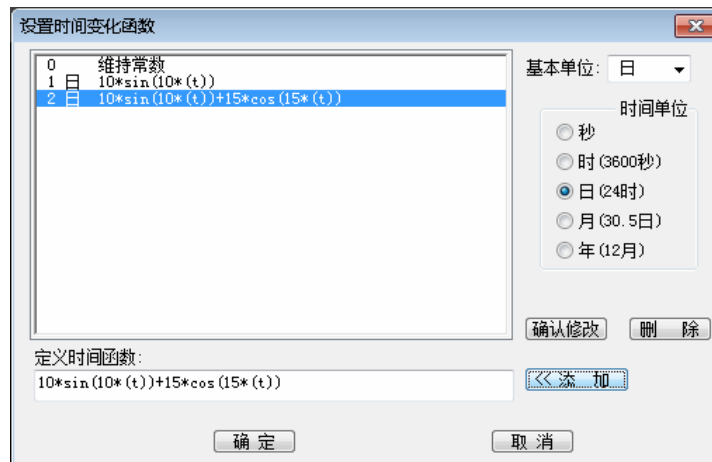 设置时间变化函数
0 维持常数
1 日 10*sin(10*(t))
2 日 10*sin(10*(t))+15*cos(15*(t))
基本单位: 日
时间单位
秒
时(3600秒)
日(24时)
月(30.5日)
年(12月)
确认修改 删 除
定义时间函数:
10*sin(10*(t))+15*cos(15*(t))
<<添 加
确 定 取 消